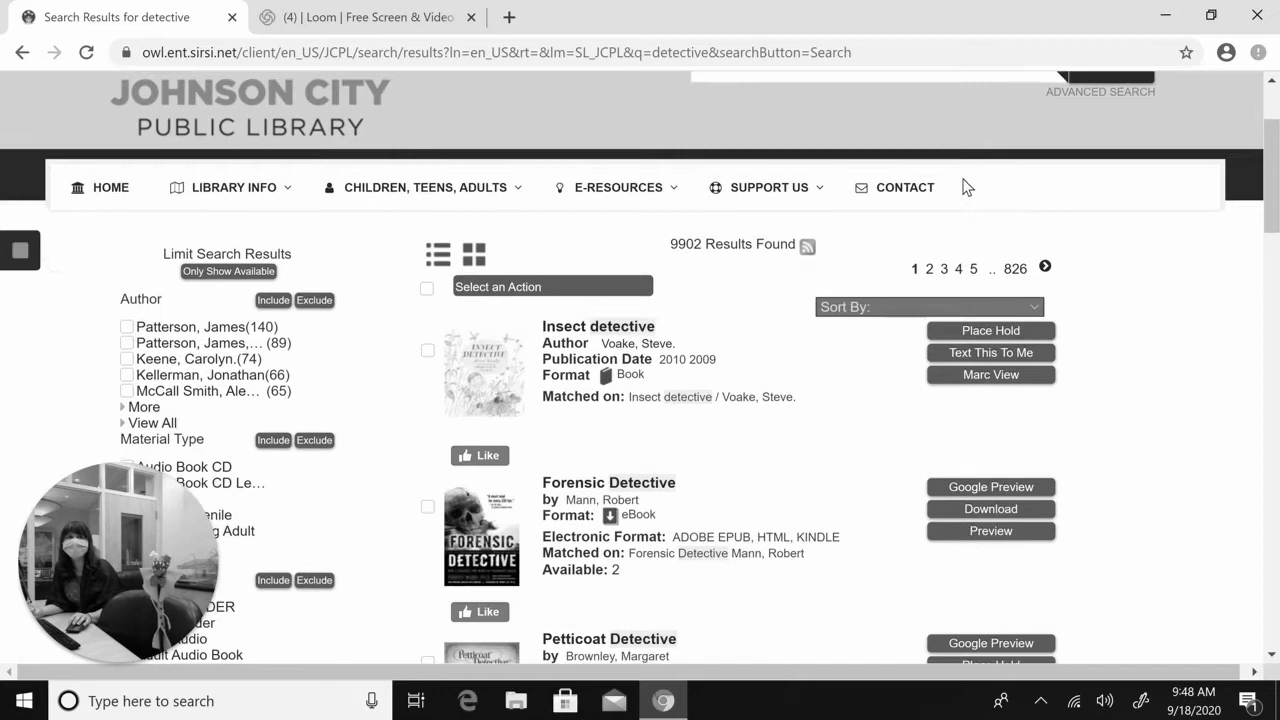 Search Results for detective
(4) | Loom | Free Screen & Video
owl.ent.sirsi.net/client/en_US/JCPL/search/results?ln=en_US&rt=&lm=SL_JCPL&q=detective&searchButton=Search
JOHNSON CITY
PUBLIC LIBRARY
ADVANCED SEARCH
HOME LIBRARY INFO CHILDREN, TEENS, ADULTS E-RESOURCES SUPPORT US CONTACT
Limit Search Results
Only Show Available
Author Include Exclude
Patterson, James(140)
Patterson, James,... (89)
Keene, Carolyn.(74)
Kellerman, Jonathan(66)
McCall Smith, Ale... (65)
More
View All
Material Type Include Exclude
Audio Book CD
Book CD Le...
Include Exclude
Audio Book
9902 Results Found
1 2 3 4 5 .. 826
Select an Action
Sort By:
Insect detective
Author Voake, Steve.
Publication Date 2010 2009
Format Book
Matched on: Insect detective / Voake, Steve.
Place Hold
Text This To Me
Marc View
INSECT
DETECTIVE
Like
Forensic Detective
by Mann, Robert
Format: eBook
Electronic Format: ADOBE EPUB, HTML, KINDLE
Matched on: Forensic Detective Mann, Robert
Available: 2
Google Preview
Download
Preview
FORENSIC
DETECTIVE
Like
Petticoat Detective
by Brownley, Margaret
Google Preview
Type here to search
9:48 AM
9/18/2020
1